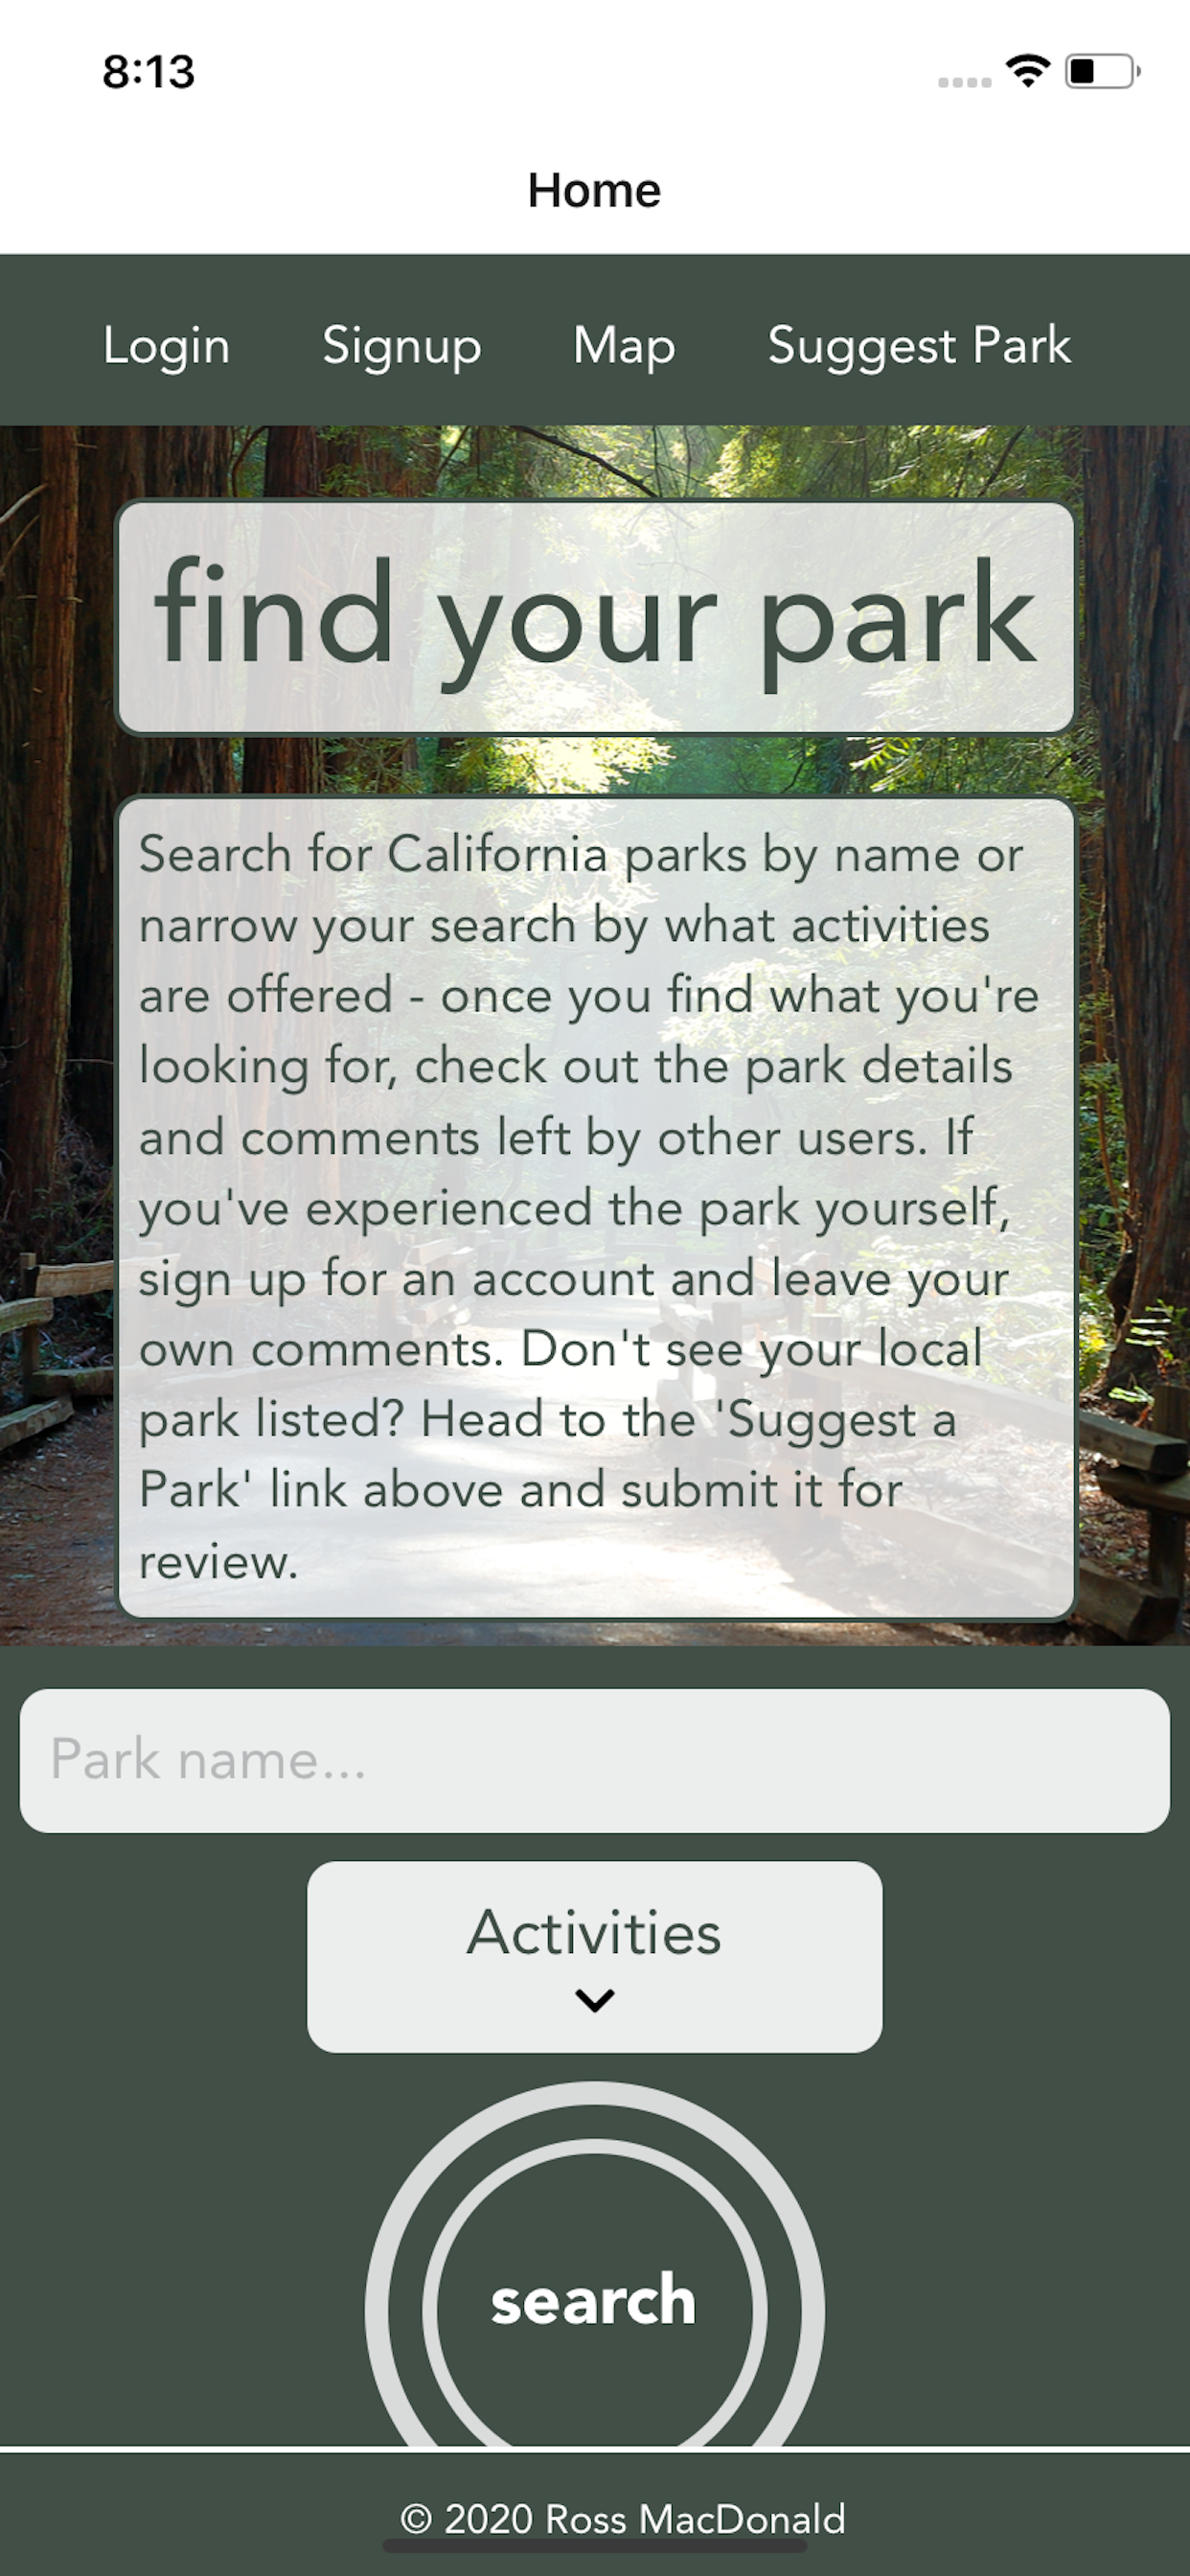 8:13
Home
Login Signup Map Suggest Park
find your park
Search for California parks by name or
narrow your search by what activities
are offered - once you find what you're
looking for, check out the park details
and comments left by other users. If
you've experienced the park yourself,
sign up for an account and leave your
own comments. Don't see your local
park listed? Head to the 'Suggest a
Park' link above and submit it for
review.
Park name...
Activities
search
© 2020 Ross MacDonald